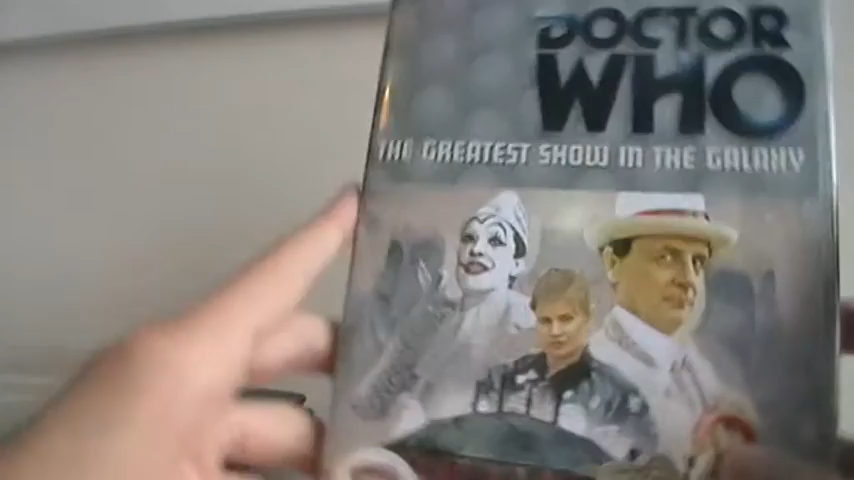 DOCTOR
WHO
THE GREATEST SHOW IN THE GALAXY